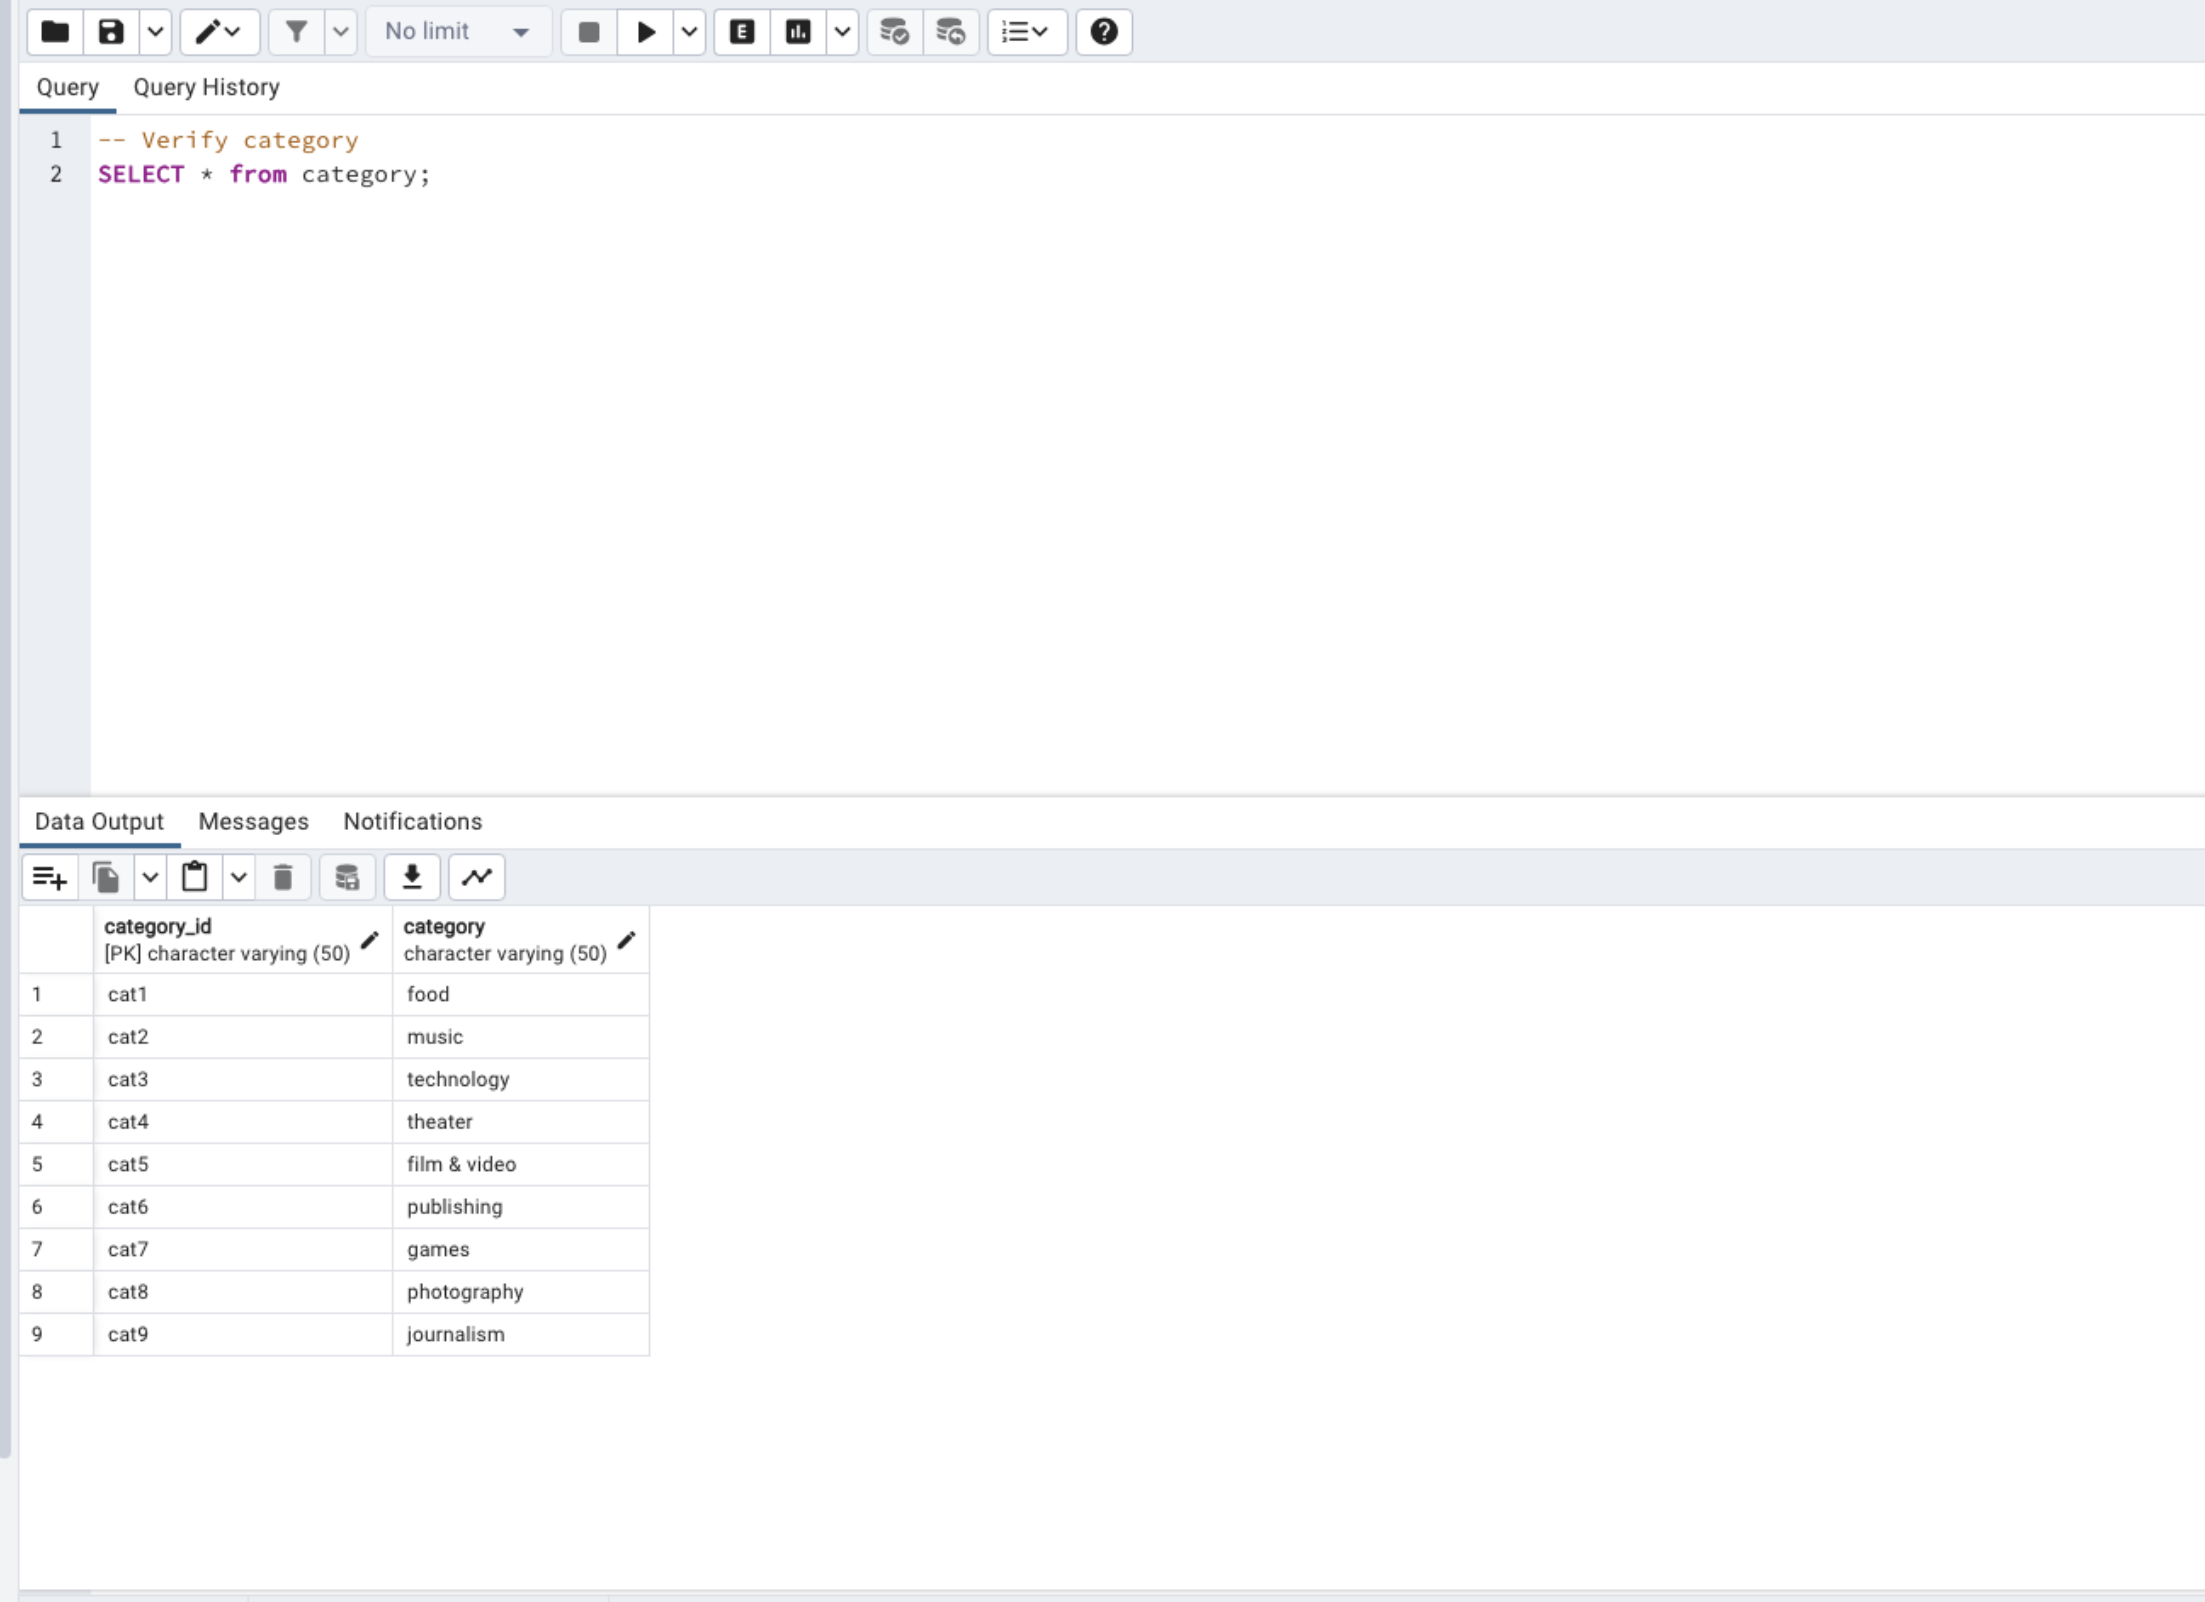 No limit
E
Query Query History
1 -- Verify category
2 SELECT * from category;
Data Output Messages Notifications
category_id category
[PK] character varying (50) character varying (50)
1 cat1 food
2 cat2 music
3 cat3 technology
4 cat4 theater
5 cat5 film & video
6 cat6 publishing
7 cat7 games
8 cat8 photography
9 cat9 journalism